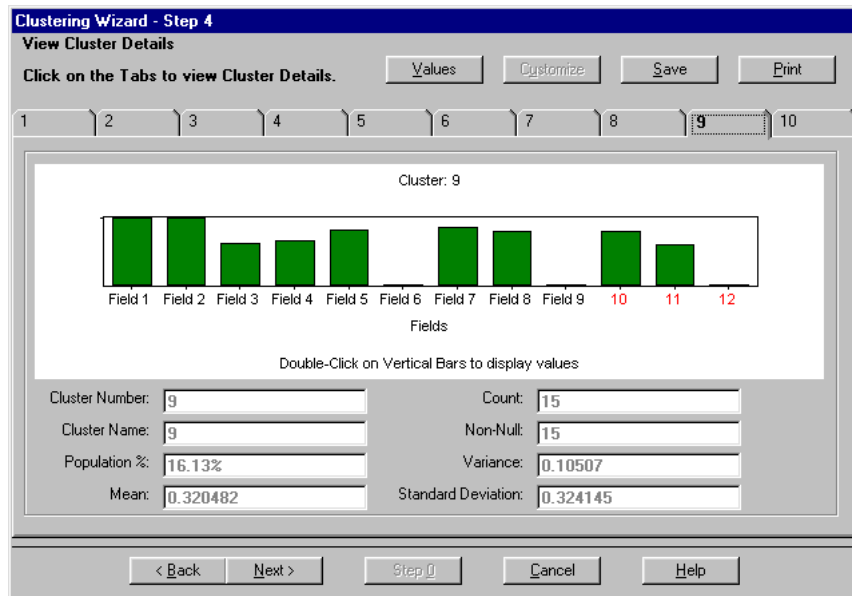 Clustering Wizard - Step 4
View Cluster Details
Click on the Tabs to view Cluster Details.
Values Customize Save Print
1 2 3 4 5 6 7 8 9 10
Cluster: 9
Field 1 Field 2 Field 3 Field 4 Field 5 Field 6 Field 7 Field 8 Field 9 10 11 12
Fields
Double-Click on Vertical Bars to display values
Cluster Number: 9 Count: 15
Cluster Name: 9 Non-Null: 15
Population %: 16.13% Variance: 0.10507
Mean: 0.320482 Standard Deviation: 0.324145
< Back Next > Step 0 Cancel Help